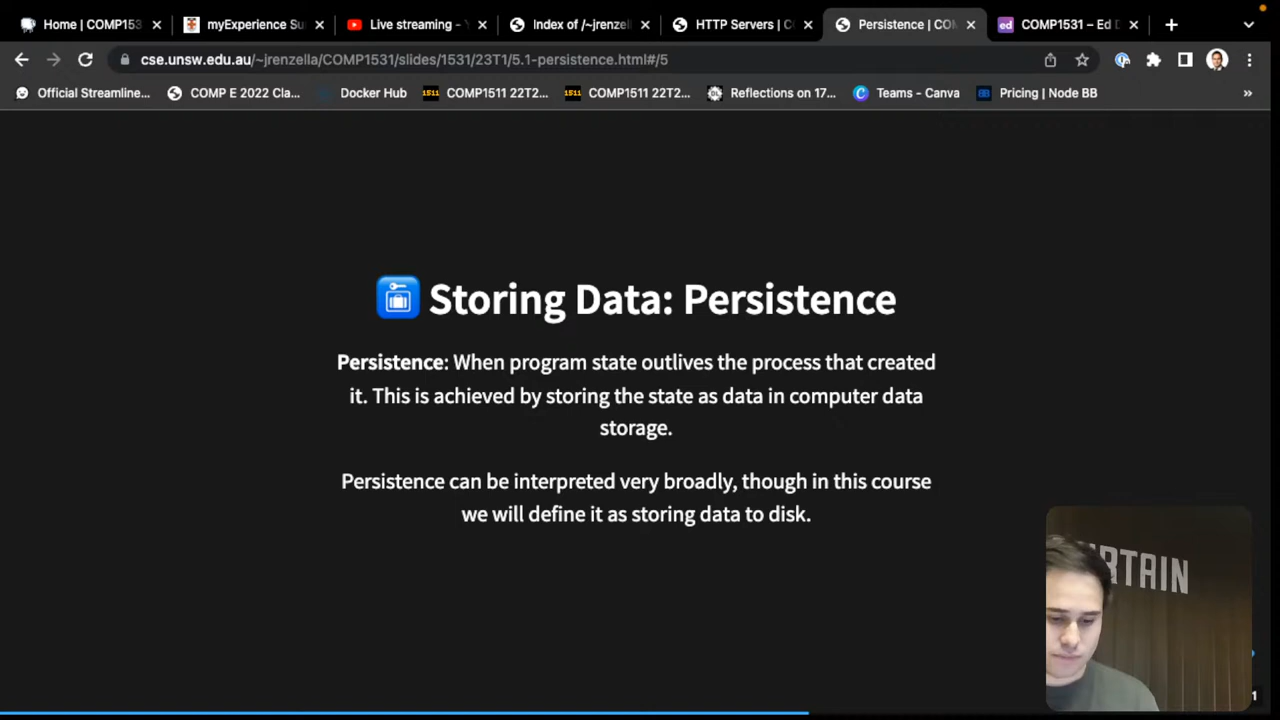 Home | COMP153
myExperience Su
Live streaming - Y
Index of /~jrenzell
HTTP Servers | CO
Persistence | CON
COMP1531 – Ed D
cse.unsw.edu.au/~jrenzella/COMP1531/slides/1531/23T1/5.1-persistence.html#/5
Official Streamline...
COMP E 2022 Cla...
Docker Hub
COMP1511 22T2...
COMP1511 22T2...
Reflections on 17...
Teams - Canva
Pricing | Node BB
Storing Data: Persistence
Persistence: When program state outlives the process that created
it. This is achieved by storing the state as data in computer data
storage.
Persistence can be interpreted very broadly, though in this course
we will define it as storing data to disk.
RTAIN
1